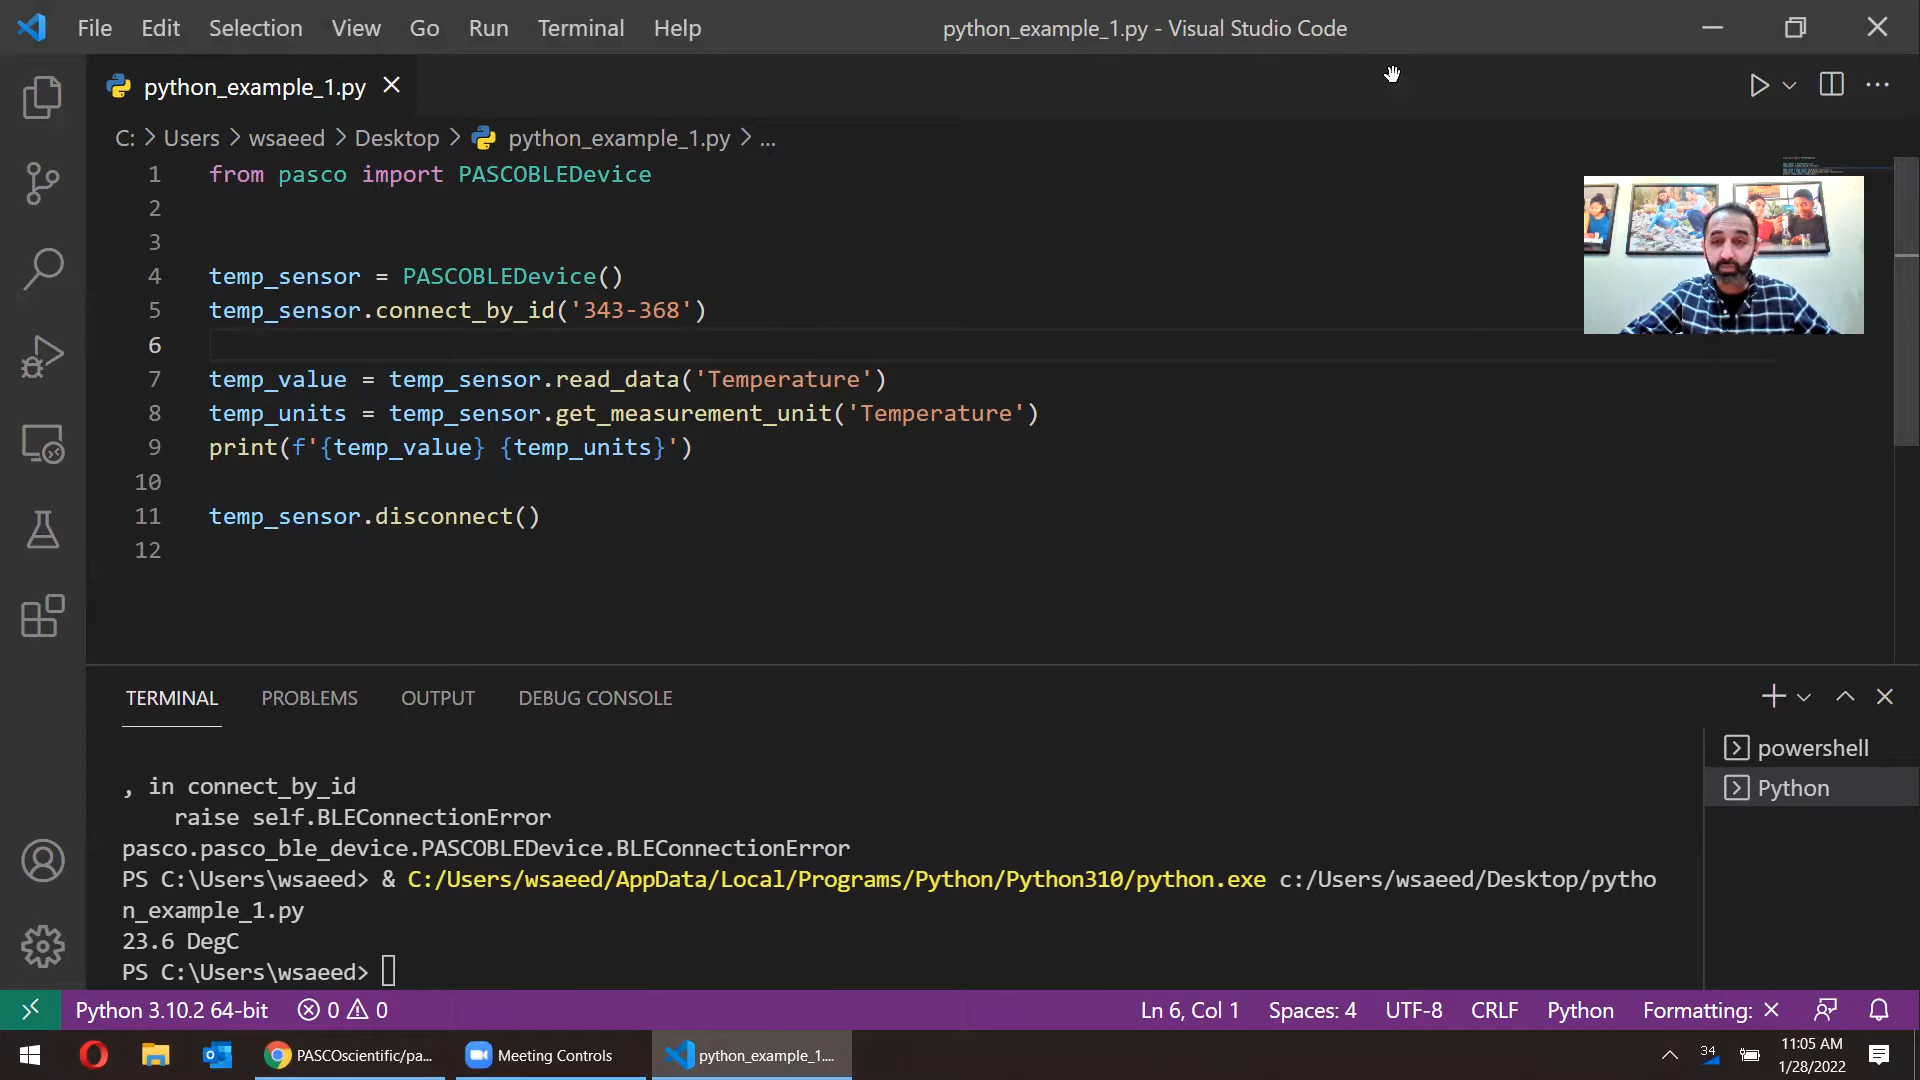 File Edit Selection View Go Run Terminal Help python_example_1.py - Visual Studio Code
python_example_1.py
C: > Users > wsaeed > Desktop > python_example_1.py > ...
1 from pasco import PASCOBLEDevice
2
3
4 temp_sensor = PASCOBLEDevice()
5 temp_sensor.connect_by_id('343-368')
6
7 temp_value = temp_sensor.read_data('Temperature')
8 temp_units = temp_sensor.get_measurement_unit('Temperature')
9 print(f'{temp_value} {temp_units}')
10
11 temp_sensor.disconnect()
12
TERMINAL PROBLEMS OUTPUT DEBUG CONSOLE
powershell
Python
, in connect_by_id
raise self.BLEConnectionError
pasco.pasco_ble_device.PASCOBLEDevice.BLEConnectionError
PS C:\Users\wsaeed> & C:/Users/wsaeed/AppData/Local/Programs/Python/Python310/python.exe c:/Users/wsaeed/Desktop/pytho
n_example_1.py
23.6 DegC
PS C:\Users\wsaeed>
Python 3.10.2 64-bit 0 0 Ln 6, Col 1 Spaces: 4 UTF-8 CRLF Python Formatting: ×
PASCOscientific/pa... Meeting Controls python_example_1.... 34 11:05 AM
1/28/2022